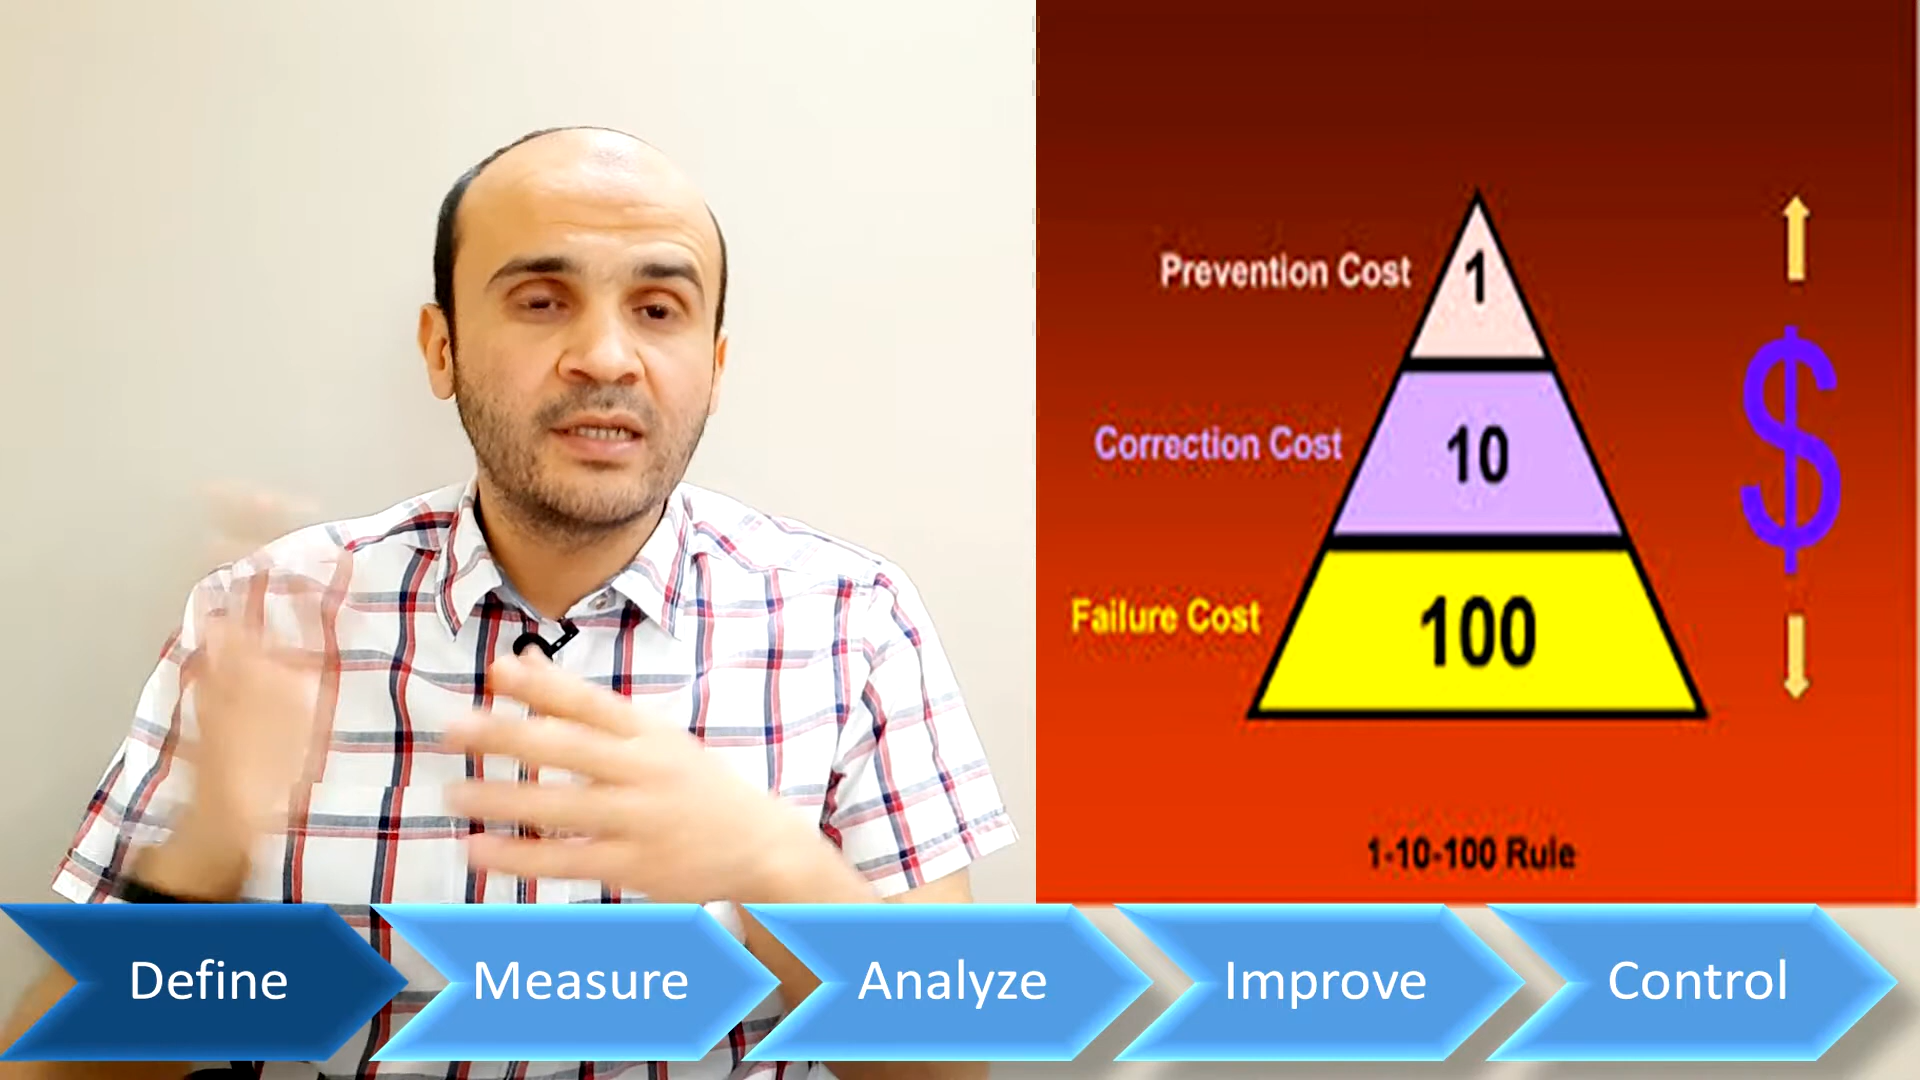 Prevention Cost
1
Correction Cost
10
Failure Cost
100
$
1-10-100 Rule
Define
Measure
Analyze
Improve
Control